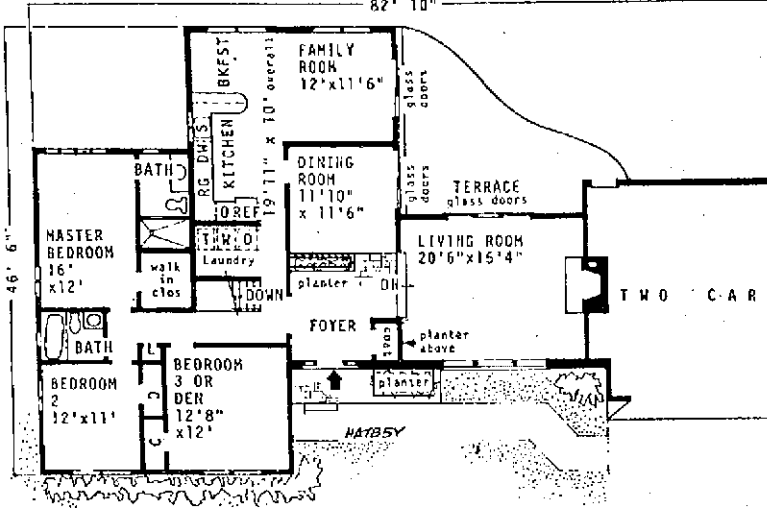 82' 10"
46' 6"
BKFST
FAMILY
ROOM
12'x11'6"
glass
doors
KITCHEN
19'11" x 10" overall
RG DW S
O REF
DINING
ROOM
11'10"
x 11'6"
glass
doors
TERRACE
glass doors
BATH
MASTER
BEDROOM
16'
x12'
walk
in
clos
T W D
Laundry
DOWN
planter
DN
LIVING ROOM
20'6"x15'4"
TWO CAR
FOYER
coat
planter
above
BATH
L
BEDROOM
2
12'x11'
C
C
BEDROOM
3 OR
DEN
12'8"
x12'
planter